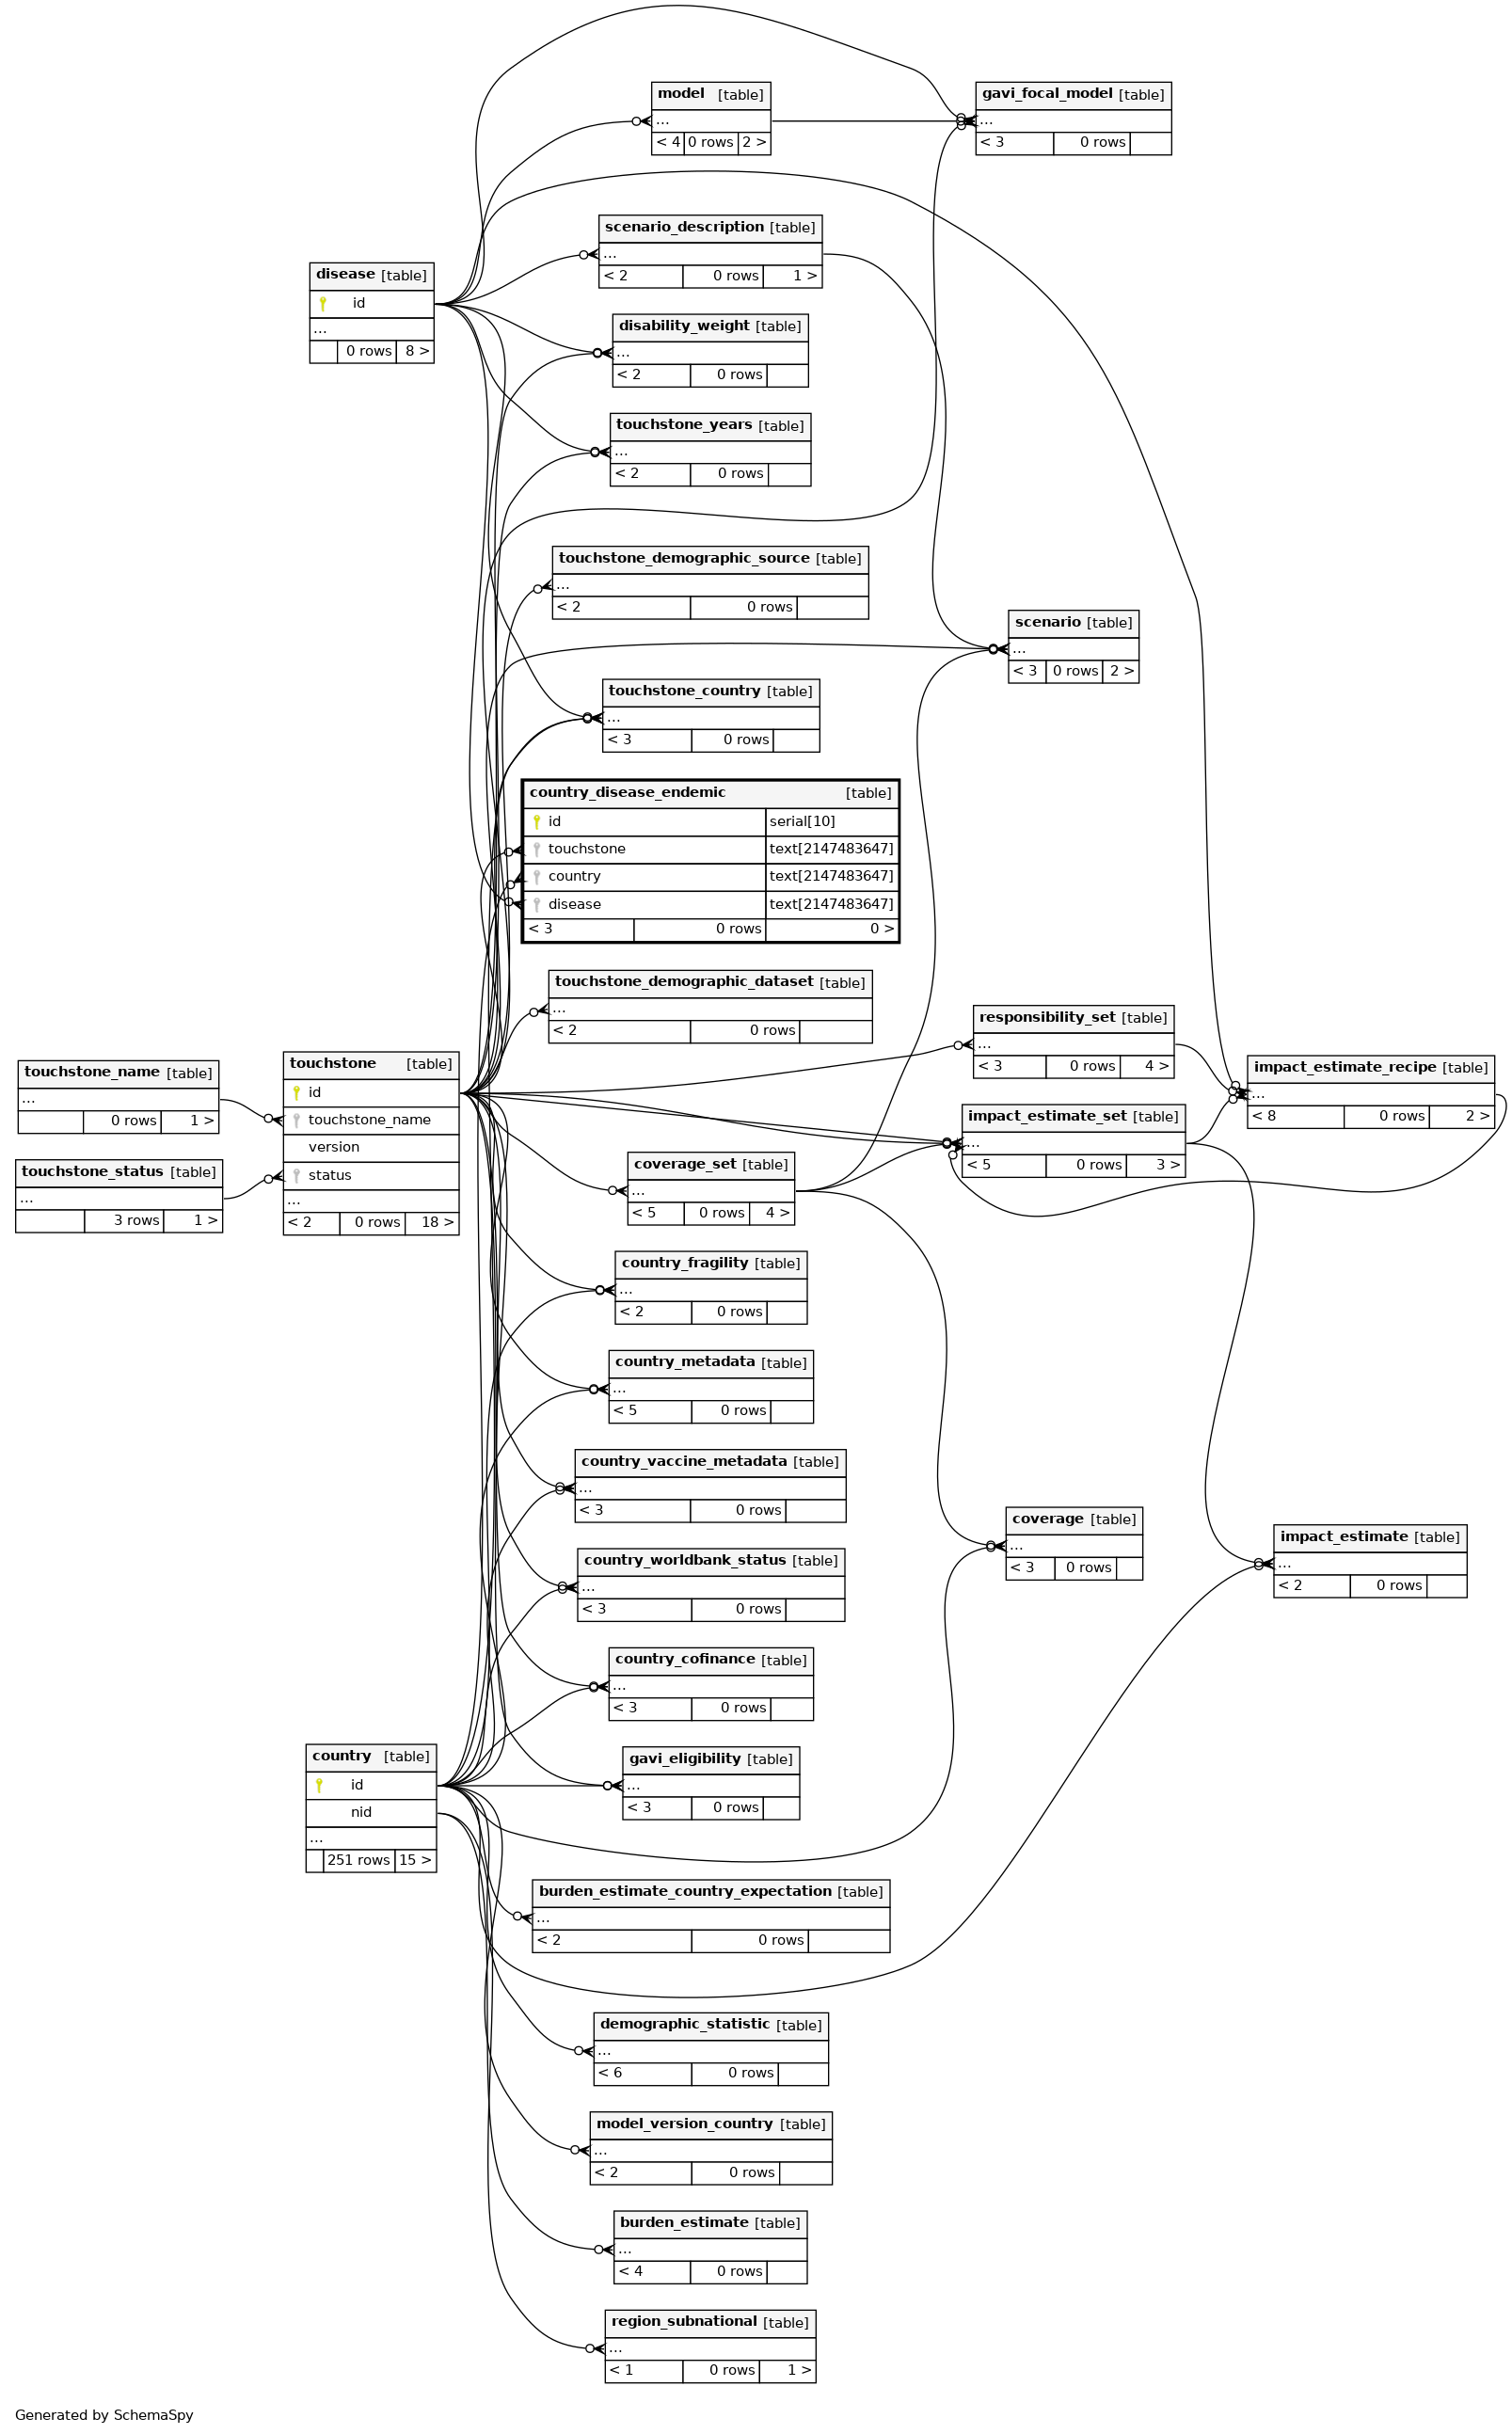 model [table]
...
< 4 0 rows 2 >
gavi_focal_model [table]
...
< 3 0 rows
scenario_description [table]
...
< 2 0 rows 1 >
disease [table]
id
...
0 rows 8 >
disability_weight [table]
...
< 2 0 rows
touchstone_years [table]
...
< 2 0 rows
touchstone_demographic_source [table]
...
< 2 0 rows
scenario [table]
...
< 3 0 rows 2 >
touchstone_country [table]
...
< 3 0 rows
country_disease_endemic [table]
id serial[10]
touchstone text[2147483647]
country text[2147483647]
disease text[2147483647]
< 3 0 rows 0 >
touchstone_demographic_dataset [table]
...
< 2 0 rows
responsibility_set [table]
...
< 3 0 rows 4 >
touchstone_name [table]
...
0 rows 1 >
touchstone [table]
id
touchstone_name
version
status
...
< 2 0 rows 18 >
impact_estimate_recipe [table]
...
< 8 0 rows 2 >
impact_estimate_set [table]
...
< 5 0 rows 3 >
touchstone_status [table]
...
3 rows 1 >
coverage_set [table]
...
< 5 0 rows 4 >
country_fragility [table]
...
< 2 0 rows
country_metadata [table]
...
< 5 0 rows
country_vaccine_metadata [table]
...
< 3 0 rows
coverage [table]
...
< 3 0 rows
impact_estimate [table]
...
< 2 0 rows
country_worldbank_status [table]
...
< 3 0 rows
country_cofinance [table]
...
< 3 0 rows
country [table]
id
nid
...
251 rows 15 >
gavi_eligibility [table]
...
< 3 0 rows
burden_estimate_country_expectation [table]
...
< 2 0 rows
demographic_statistic [table]
...
< 6 0 rows
model_version_country [table]
...
< 2 0 rows
burden_estimate [table]
...
< 4 0 rows
region_subnational [table]
...
< 1 0 rows 1 >
Generated by SchemaSpy